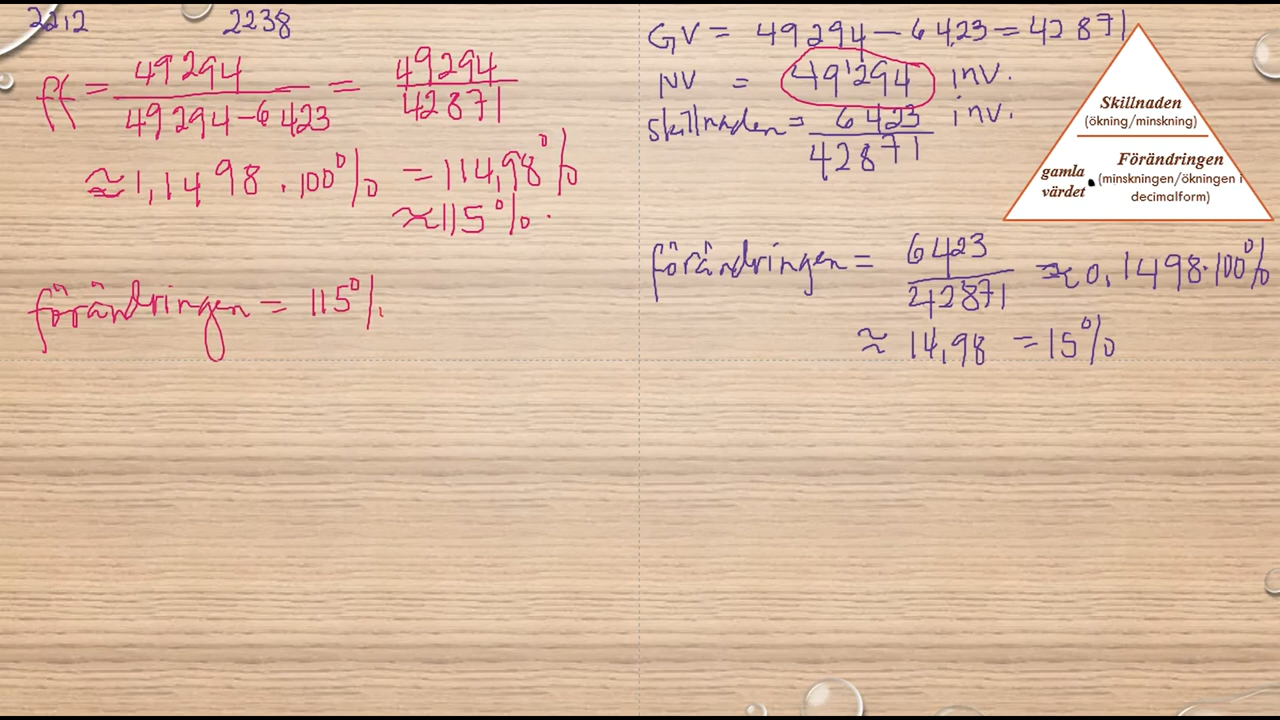 2212 2238
ff = 49294 / 49294-6423 = 49294 / 42871
≈ 1,1498 · 100% = 114,98%
≈ 115%.
förändringen = 115%
GV = 49294 - 6423 = 42871
NV = 49'294 inv.
skillnaden = 6423 inv.
42871
Skillnaden
(ökning/minskning)
gamla värdet
Förändringen
(minskningen/ökningen i
decimalform)
förändringen = 6423 / 42871 ≈ 0,1498·100%
≈ 14,98 = 15%